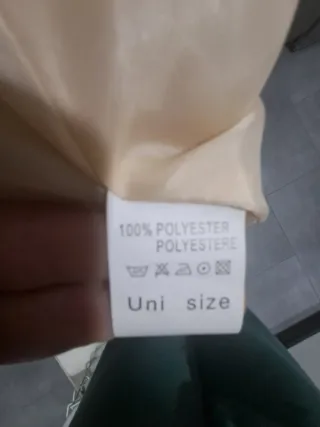 100% POLYESTER
POLYESTERE
Uni size